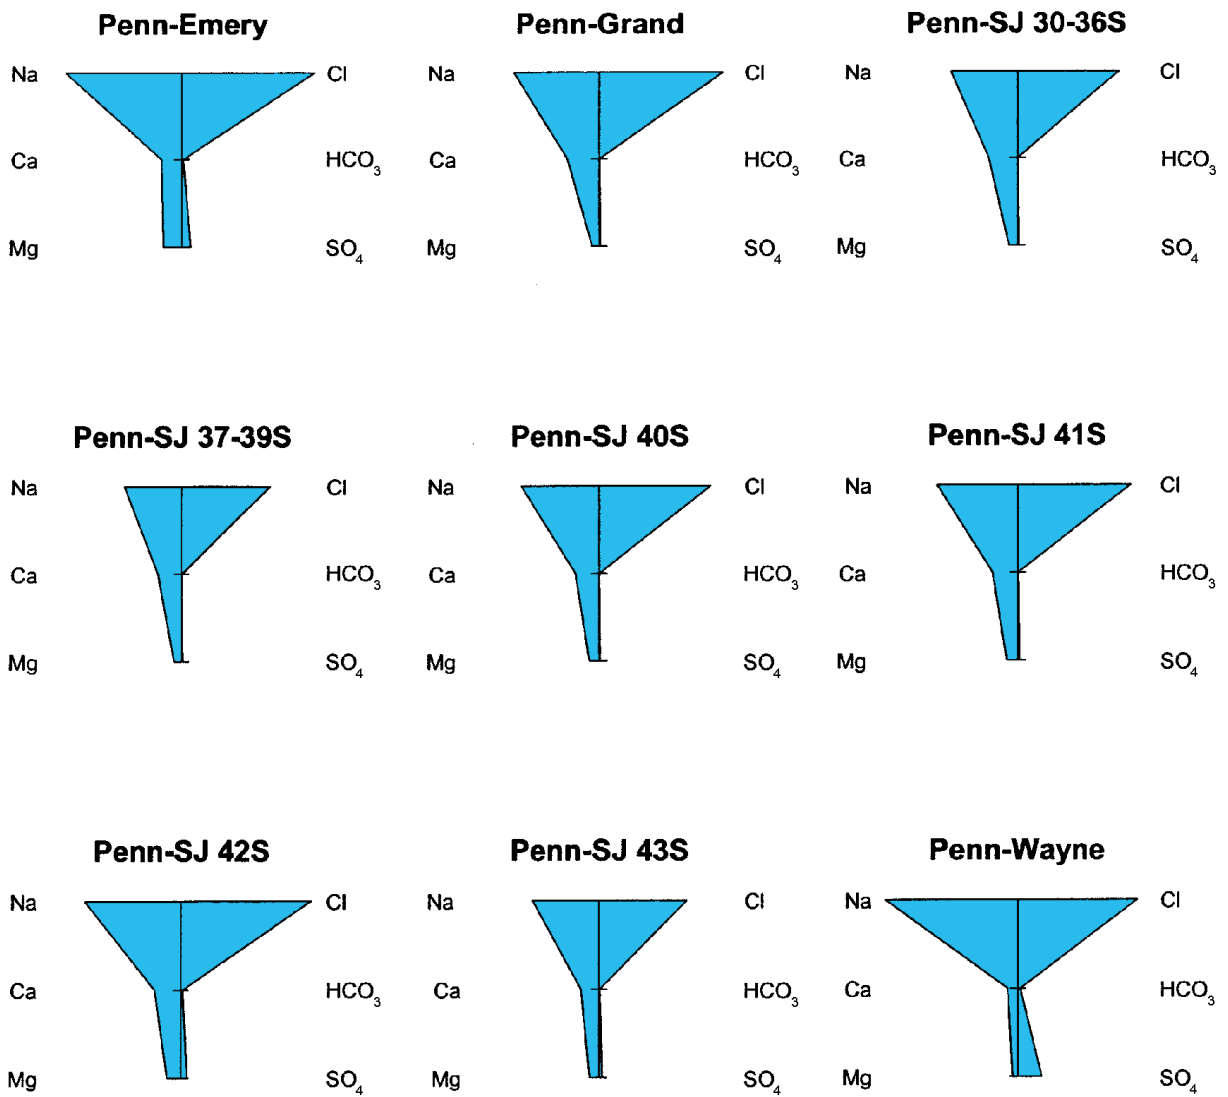 Penn-Emery
Penn-Grand
Penn-SJ 30-36S
Na
Cl
Na
Cl
Na
Cl
Ca
HCO₃
Ca
HCO₃
Ca
HCO₃
Mg
SO₄
Mg
SO₄
Mg
SO₄
Penn-SJ 37-39S
Penn-SJ 40S
Penn-SJ 41S
Na
Cl
Na
Cl
Na
Cl
Ca
HCO₃
Ca
HCO₃
Ca
HCO₃
Mg
SO₄
Mg
SO₄
Mg
SO₄
Penn-SJ 42S
Penn-SJ 43S
Penn-Wayne
Na
Cl
Na
Cl
Na
Cl
Ca
HCO₃
Ca
HCO₃
Ca
HCO₃
Mg
SO₄
Mg
SO₄
Mg
SO₄